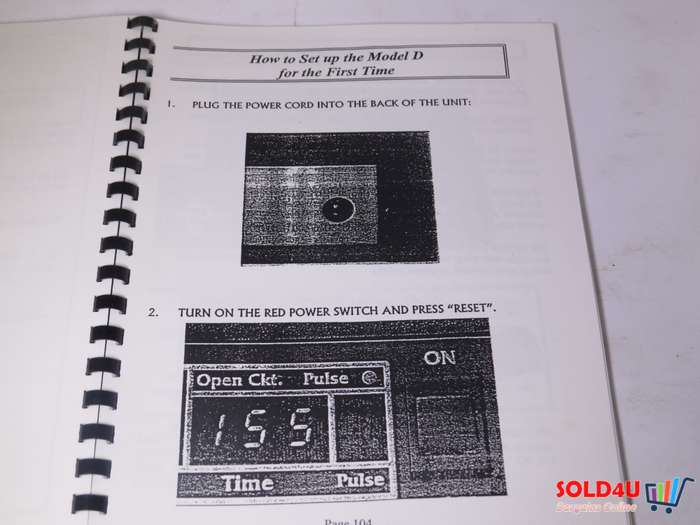 How to Set up the Model D
for the First Time
1. PLUG THE POWER CORD INTO THE BACK OF THE UNIT:
2. TURN ON THE RED POWER SWITCH AND PRESS "RESET".
ON
Open Ckt. Pulse
155
Time Pulse
Page 104
SOLD4U
Bargains Online